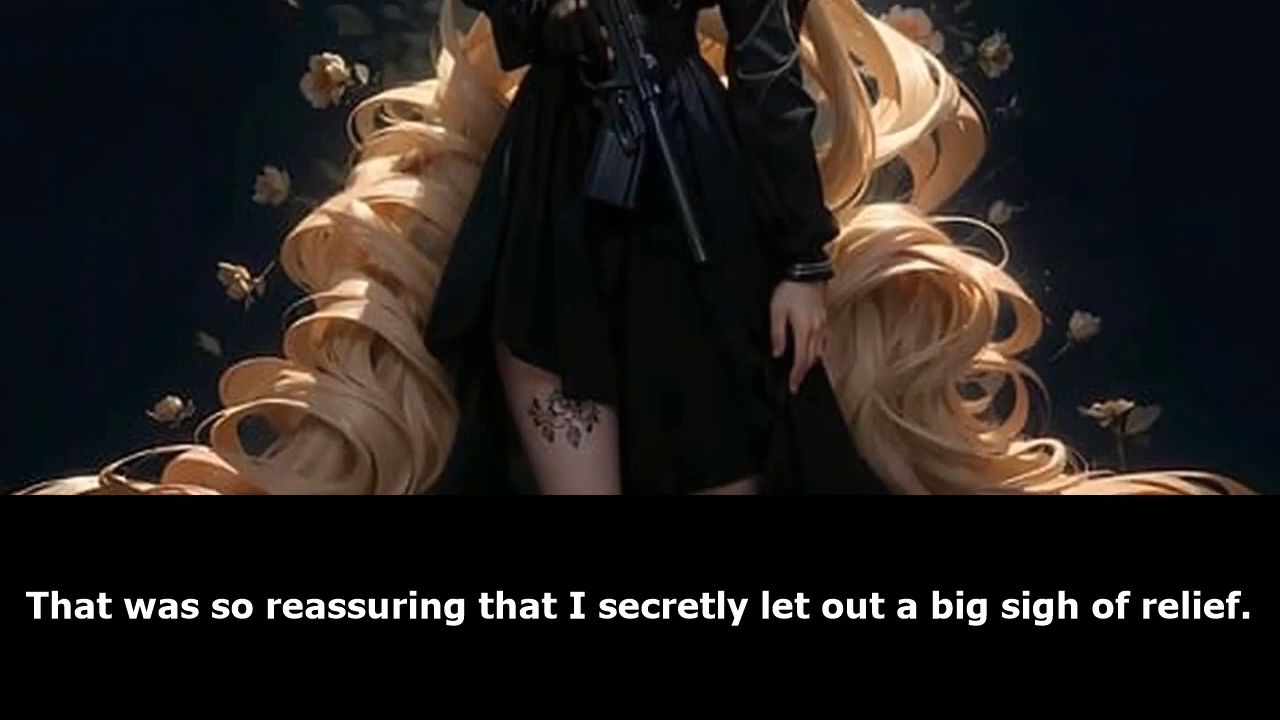 That was so reassuring that I secretly let out a big sigh of relief.